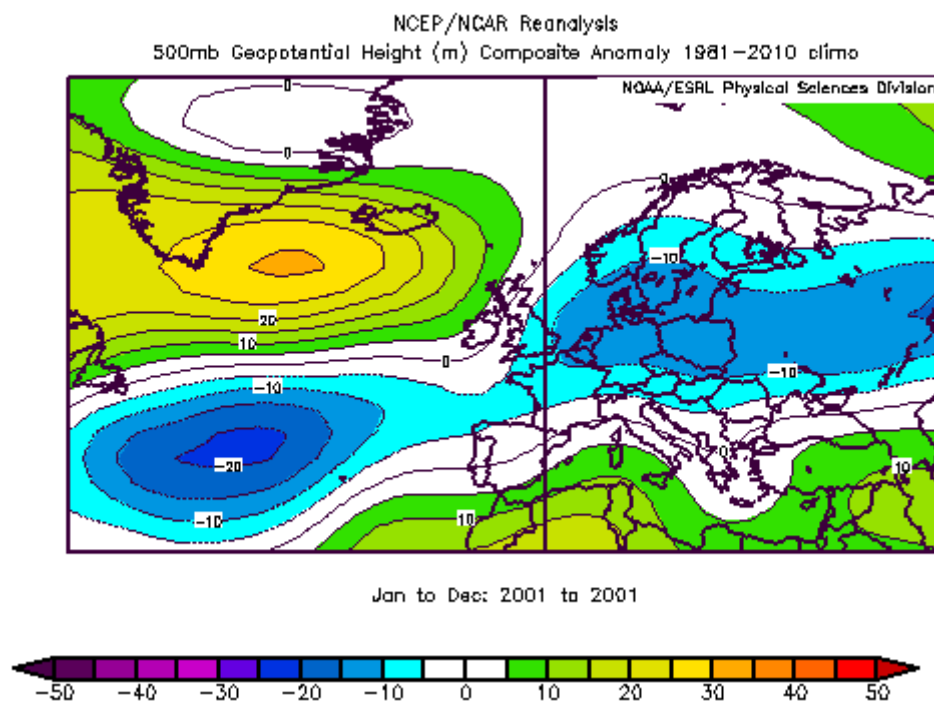 NCEP/NCAR Reanalysis
500mb Geopotential Height (m) Composite Anomaly 1981-2010 climo
NOAA/ESRL Physical Sciences Division
0
0
0
-10
20
10
0
-10
-10
-20
0
10
-10
10
Jan to Dec: 2001 to 2001
-50 -40 -30 -20 -10 0 10 20 30 40 50